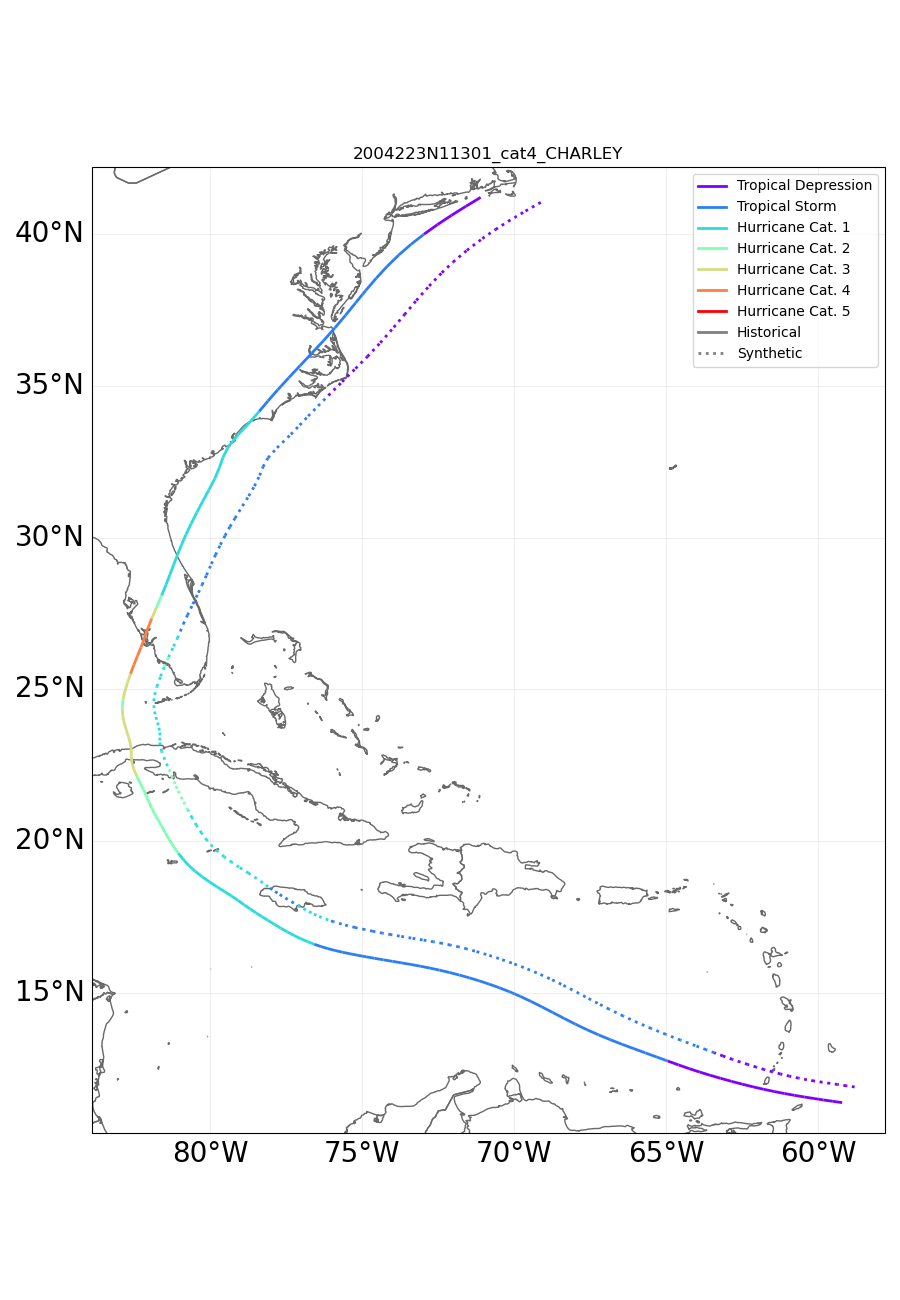 2004223N11301_cat4_CHARLEY
Tropical Depression
Tropical Storm
Hurricane Cat. 1
Hurricane Cat. 2
Hurricane Cat. 3
Hurricane Cat. 4
Hurricane Cat. 5
Historical
Synthetic
40°N
35°N
30°N
25°N
20°N
15°N
80°W 75°W 70°W 65°W 60°W